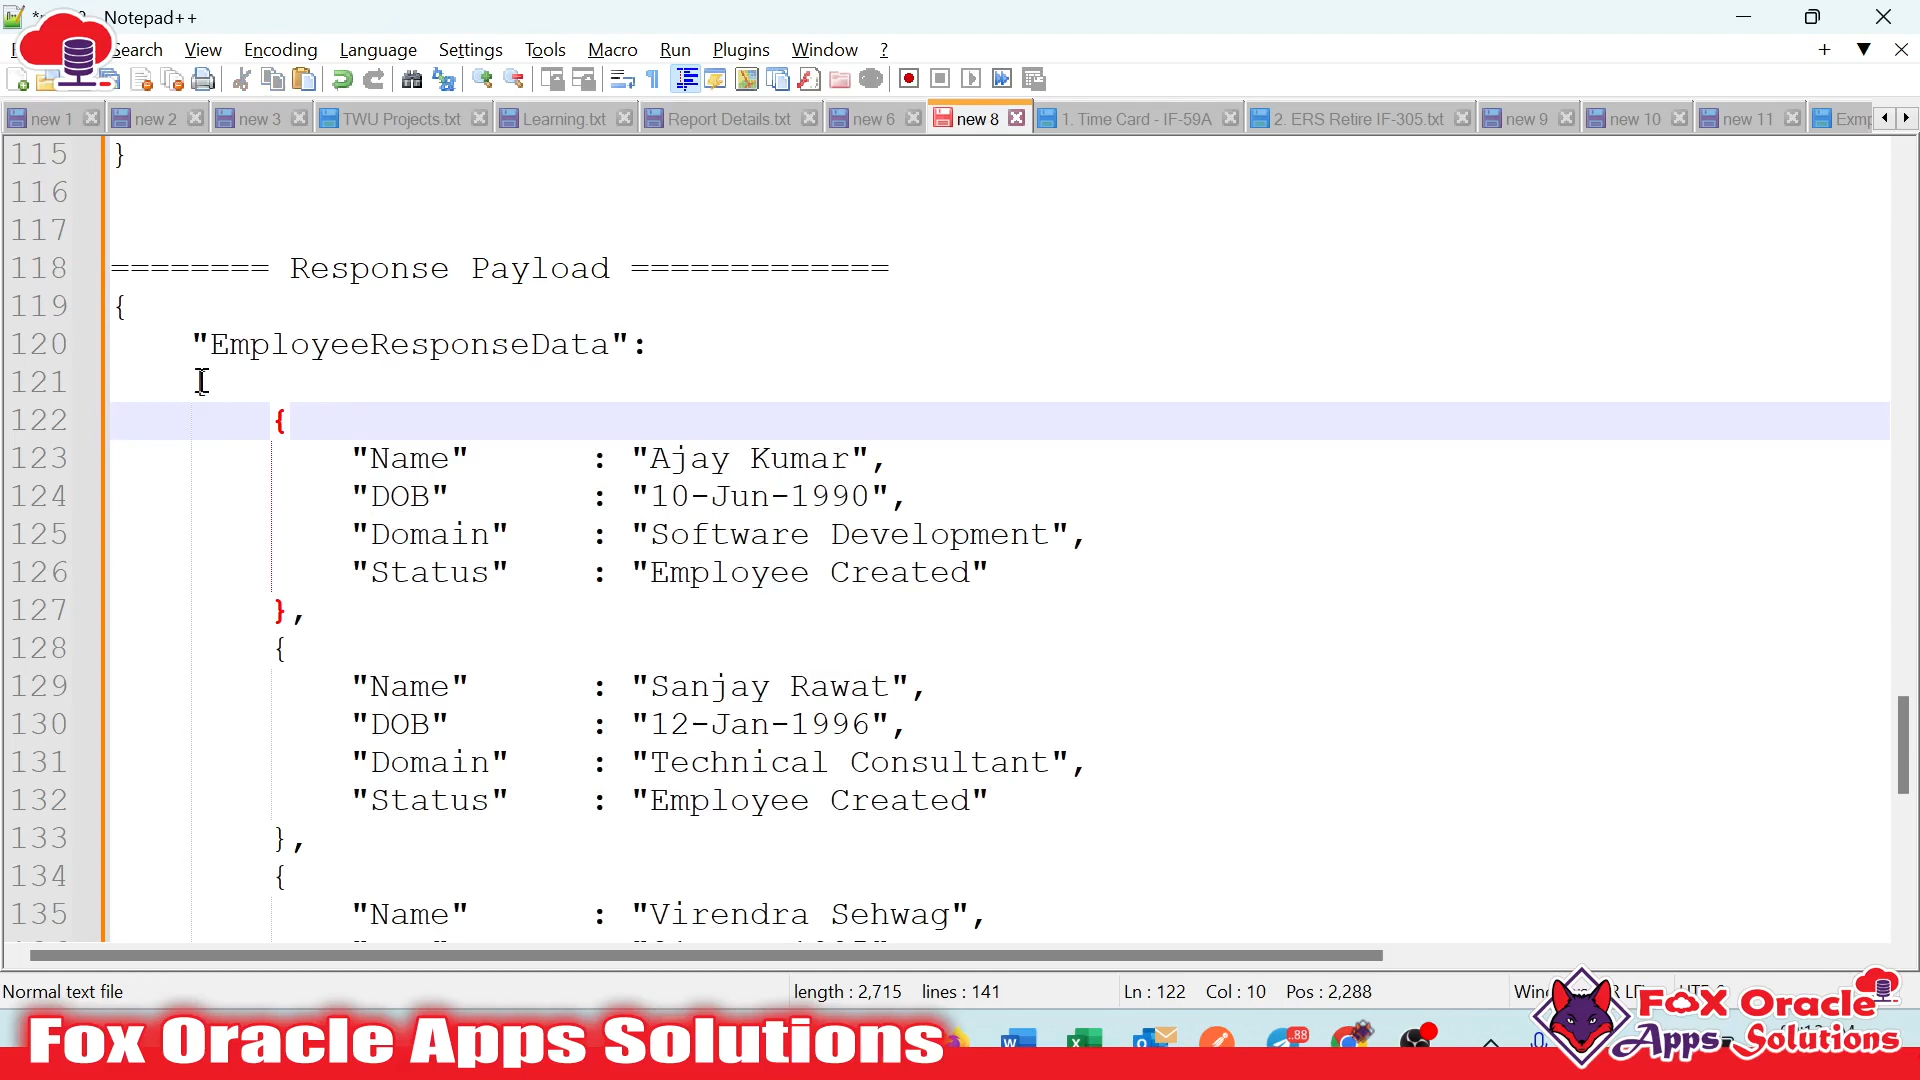 Notepad++
Search View Encoding Language Settings Tools Macro Run Plugins Window ?
new 1 new 2 new 3 TWU Projects.txt Learning.txt Report Details.txt new 6 new 8 1. Time Card - IF-59A 2. ERS Retire IF-305.txt new 9 new 10 new 11
115 }
116
117
118 ======== Response Payload =============
119 {
120 "EmployeeResponseData":
121
122 {
123 "Name" : "Ajay Kumar",
124 "DOB" : "10-Jun-1990",
125 "Domain" : "Software Development",
126 "Status" : "Employee Created"
127 },
128 {
129 "Name" : "Sanjay Rawat",
130 "DOB" : "12-Jan-1996",
131 "Domain" : "Technical Consultant",
132 "Status" : "Employee Created"
133 },
134 {
135 "Name" : "Virendra Sehwag",
Normal text file length : 2,715 lines : 141 Ln : 122 Col : 10 Pos : 2,288
Fox Oracle Apps Solutions
88
Fox Oracle
Apps Solutions